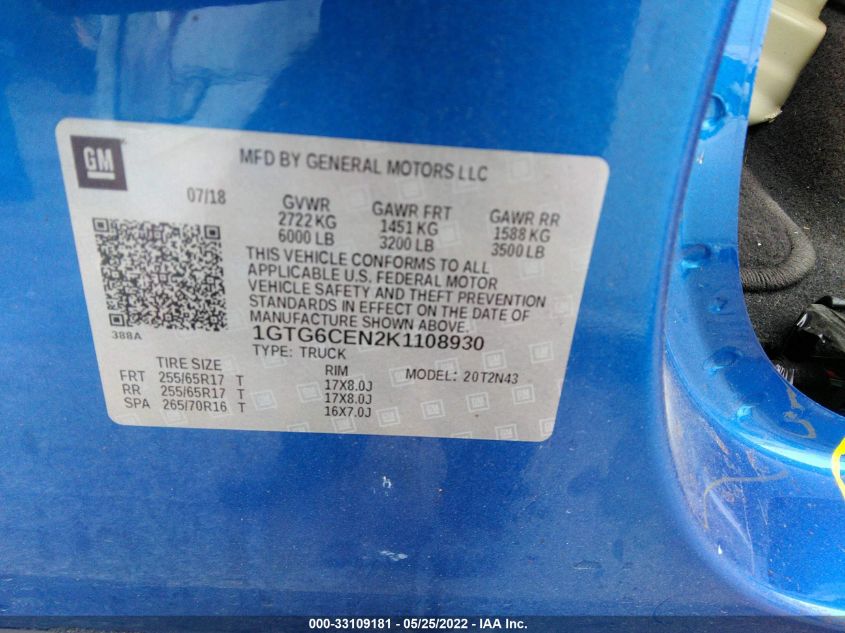 GM
MFD BY GENERAL MOTORS LLC
07/18
GVWR GAWR FRT GAWR RR
2722 KG 1451 KG 1588 KG
6000 LB 3200 LB 3500 LB
THIS VEHICLE CONFORMS TO ALL
APPLICABLE U.S. FEDERAL MOTOR
VEHICLE SAFETY AND THEFT PREVENTION
STANDARDS IN EFFECT ON THE DATE OF
MANUFACTURE SHOWN ABOVE.
388A
1GTG6CEN2K1108930
TYPE: TRUCK
TIRE SIZE RIM MODEL: 20T2N43
FRT 255/65R17 T 17X8.0J
RR 255/65R17 T 17X8.0J
SPA 265/70R16 T 16X7.0J
000-33109181 - 05/25/2022 - IAA Inc.